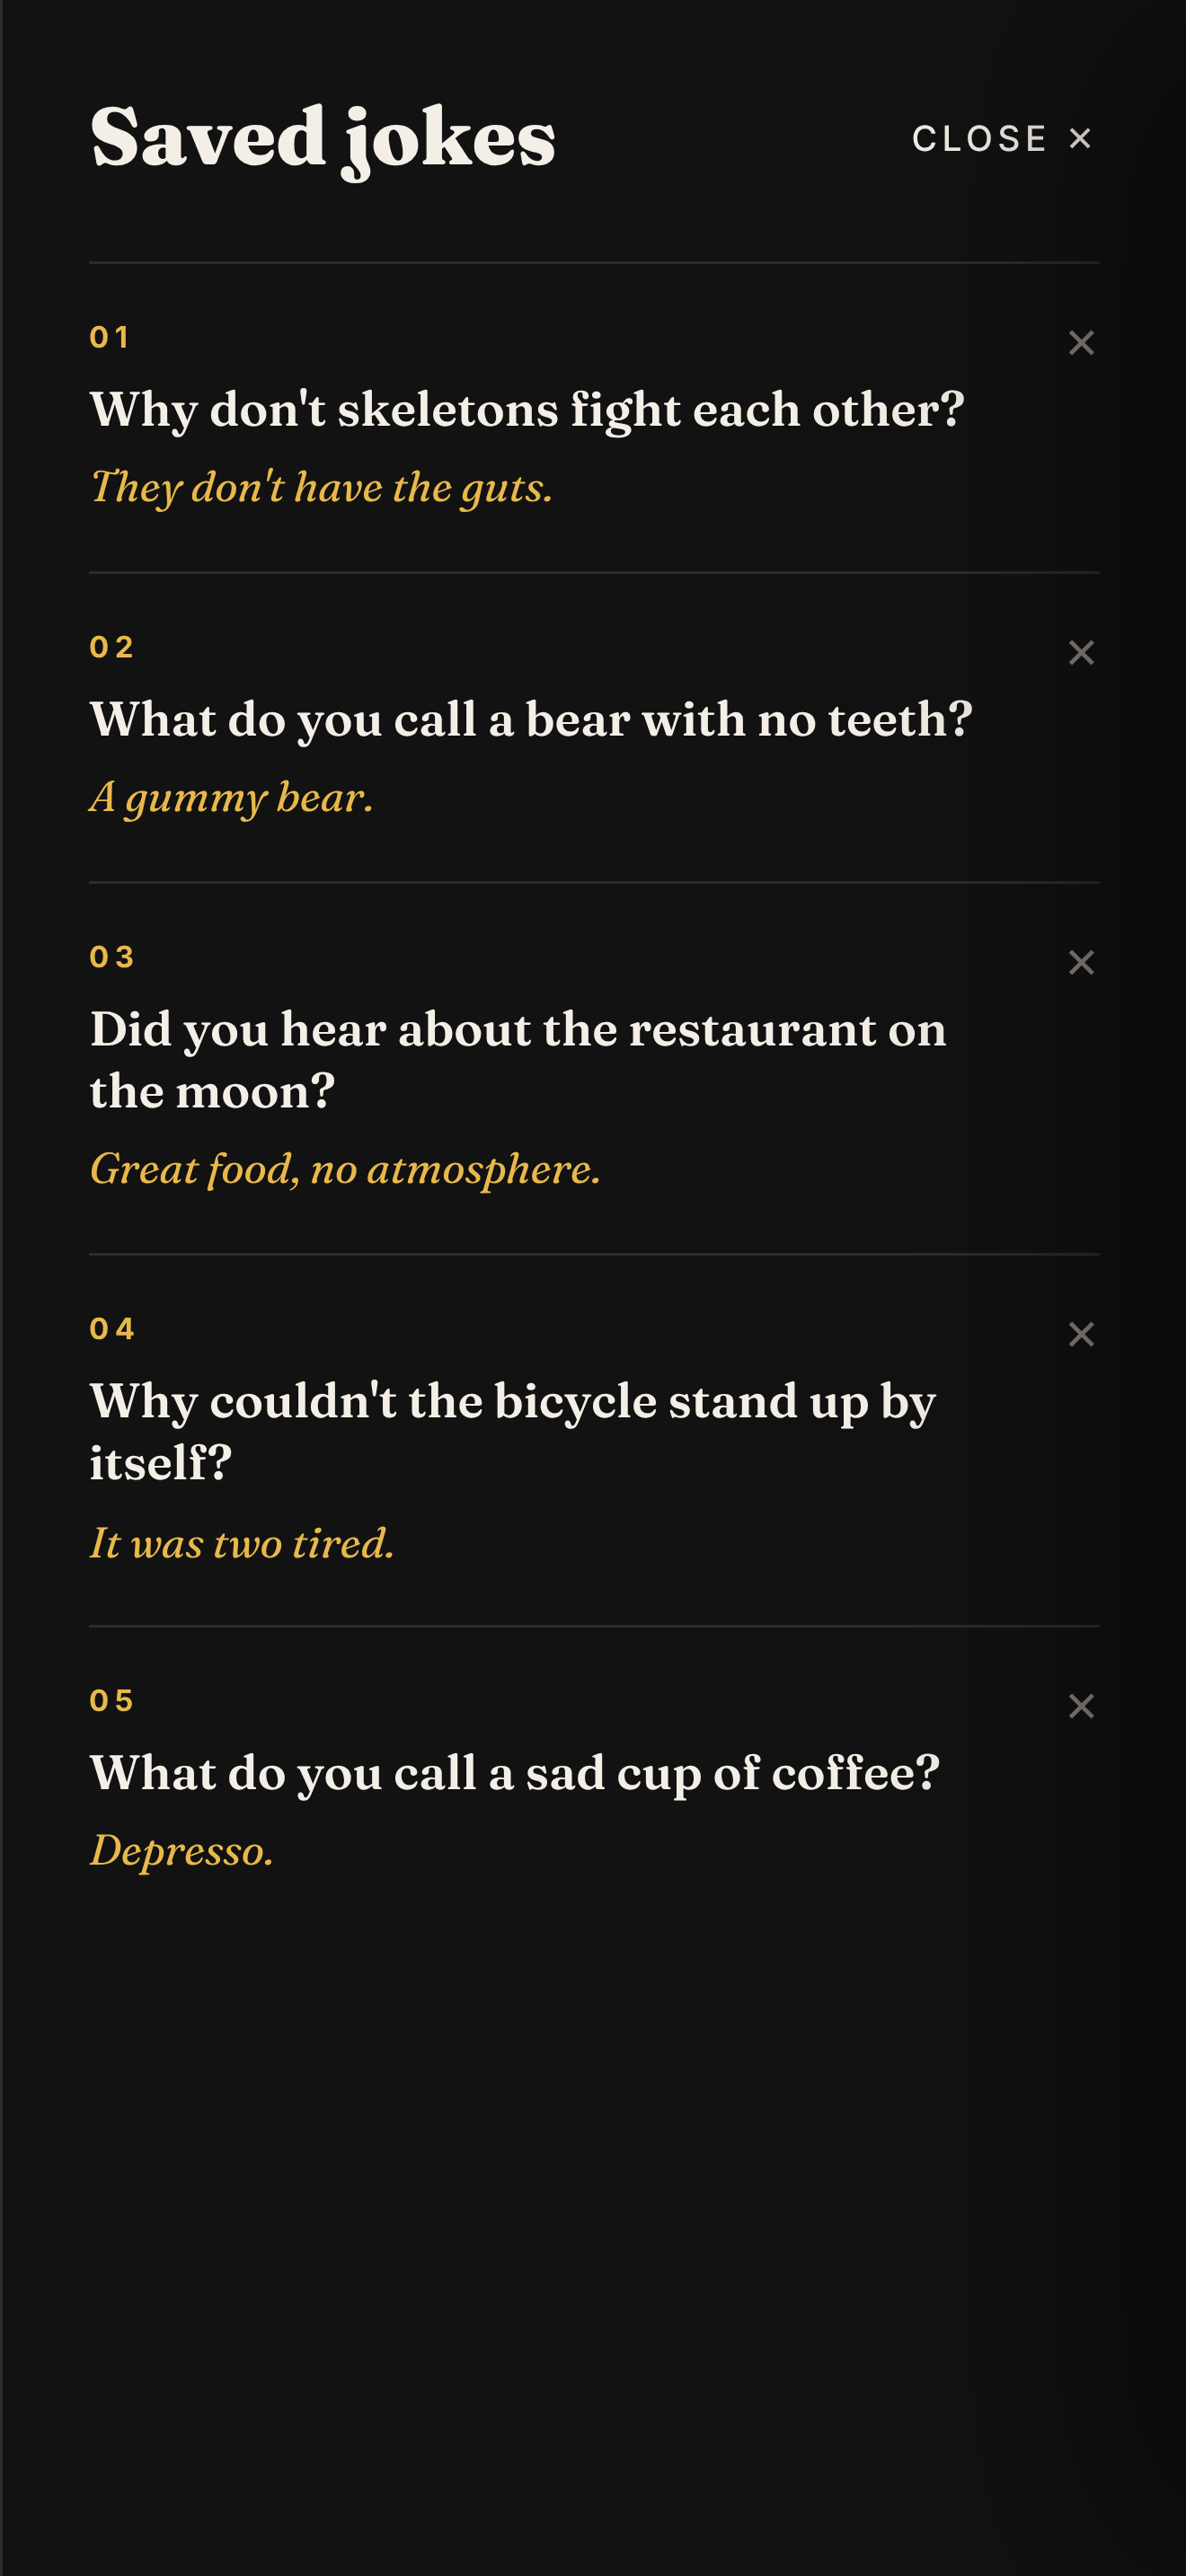 Saved jokes
CLOSE ✕
01
✕
Why don't skeletons fight each other?
They don't have the guts.
02
✕
What do you call a bear with no teeth?
A gummy bear.
03
✕
Did you hear about the restaurant on
the moon?
Great food, no atmosphere.
04
✕
Why couldn't the bicycle stand up by
itself?
It was two tired.
05
✕
What do you call a sad cup of coffee?
Depresso.